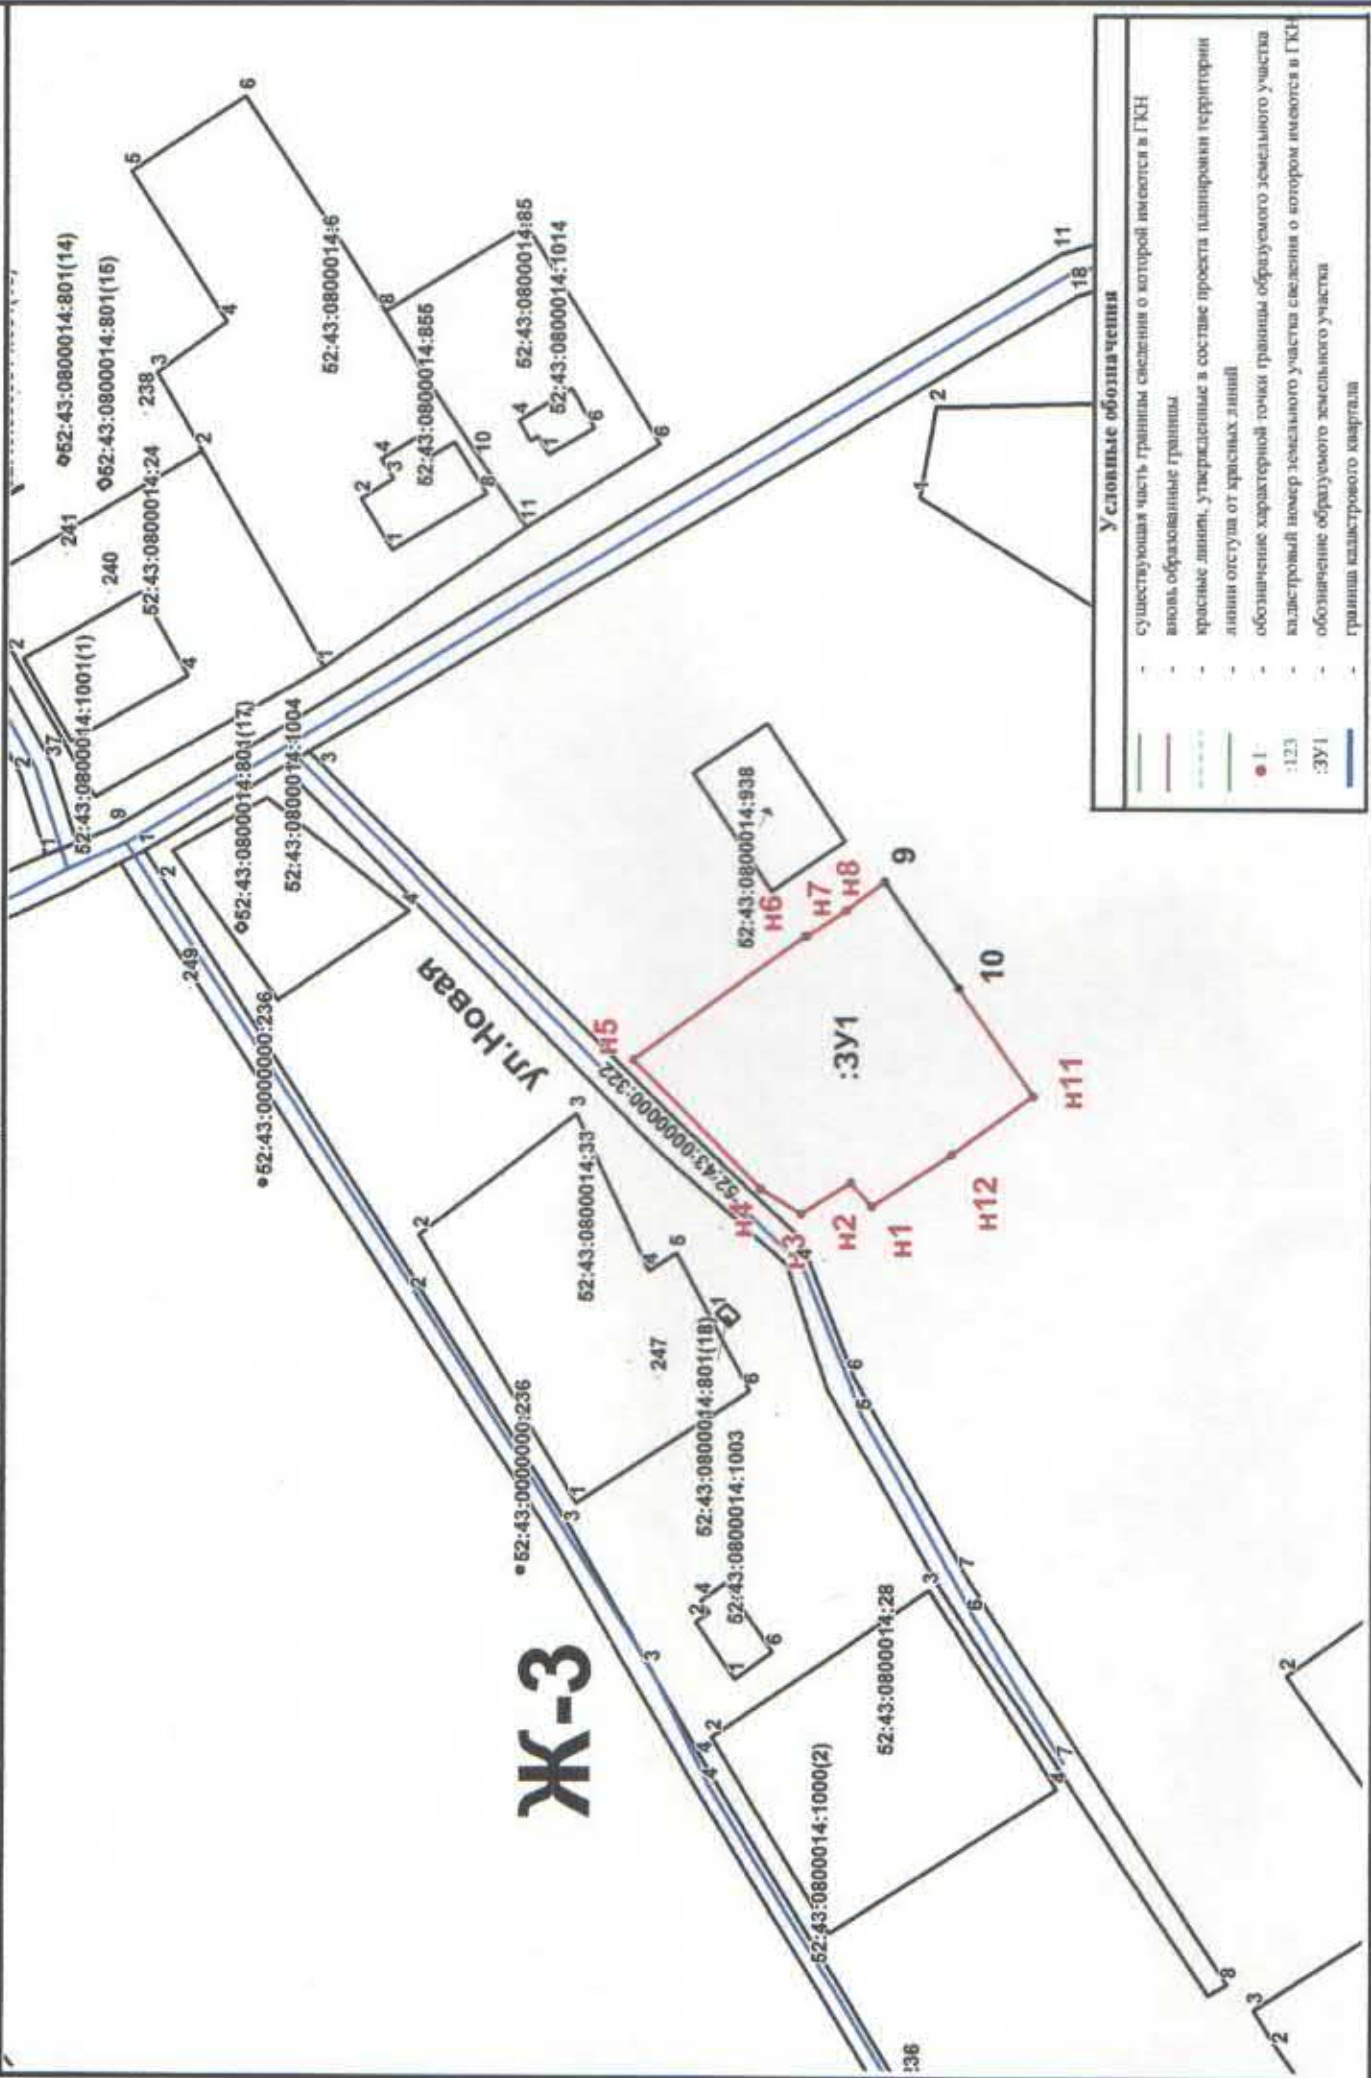 52:43:0800014:801(14)
52:43:0800014:801(15)
241
240
238
52:43:0800014:24
52:43:0800014:6
52:43:0800014:855
52:43:0800014:85
52:43:0800014:1014
52:43:0800014:1001(1)
52:43:0800014:801(17)
52:43:0800014:1004
249
52:43:0000000:236
ул.Новая
52:43:0000000:322
52:43:0800014:938
52:43:0800014:33
247
52:43:0800014:801(18)
52:43:0800014:1003
52:43:0000000:236
Ж-3
52:43:0800014:28
52:43:0800014:1000(2)
:36
:ЗУ1
н1
н2
н3
н4
н5
н6
н7
н8
9
10
н11
н12
Условные обозначения
- существующая часть границы сведения о которой имеются в ГКН
- вновь образованные границы
- красные линии, утвержденные в составе проекта планировки территории
- линии отступа от красных линий
1 - обозначение характерной точки границы образуемого земельного участка
:123 - кадастровый номер земельного участка сведения о котором имеются в ГКН
:ЗУ1 - обозначение образуемого земельного участка
- граница кадастрового квартала